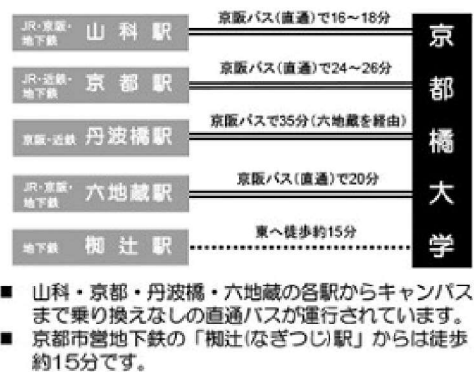 JR・京阪・地下鉄 山科駅 京阪バス(直通)で16〜18分
JR・近鉄・地下鉄 京都駅 京阪バス(直通)で24〜26分
京阪・近鉄 丹波橋駅 京阪バスで35分(六地蔵を経由)
JR・京阪・地下鉄 六地蔵駅 京阪バス(直通)で20分
地下鉄 椥辻駅 東へ徒歩約15分
京都橘大学
■ 山科・京都・丹波橋・六地蔵の各駅からキャンパス
まで乗り換えなしの直通バスが運行されています。
■ 京都市営地下鉄の「椥辻(なぎつじ)駅」からは徒歩
約15分です。